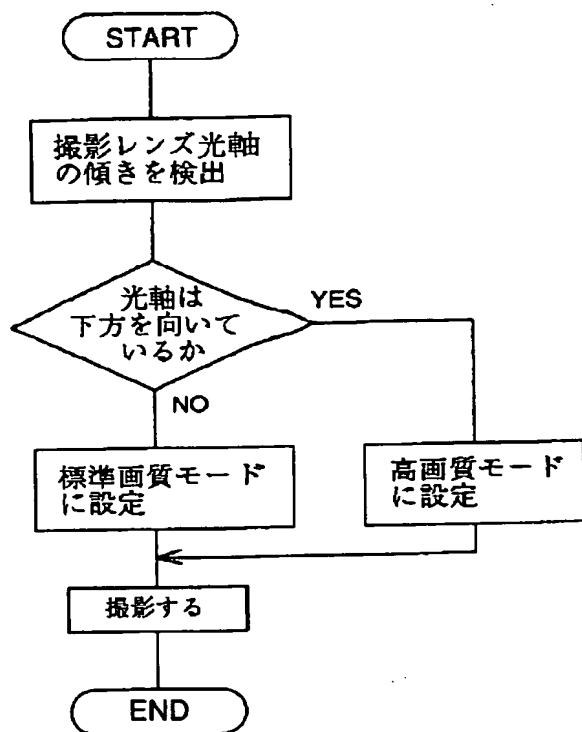 START
撮影レンズ光軸
の傾きを検出
光軸は
下方を向いて
いるか
YES
NO
標準画質モード
に設定
高画質モード
に設定
撮影する
END